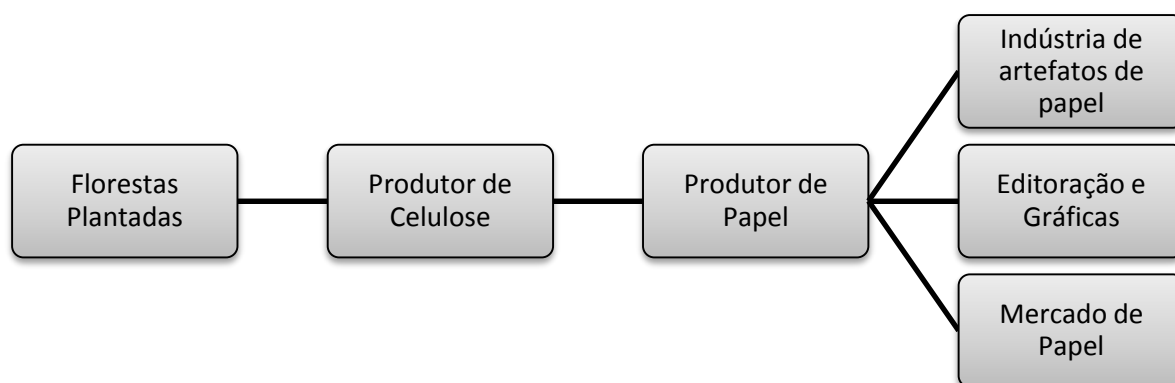 Florestas
Plantadas
Produtor de
Celulose
Produtor de
Papel
Indústria de
artefatos de
papel
Editoração e
Gráficas
Mercado de
Papel